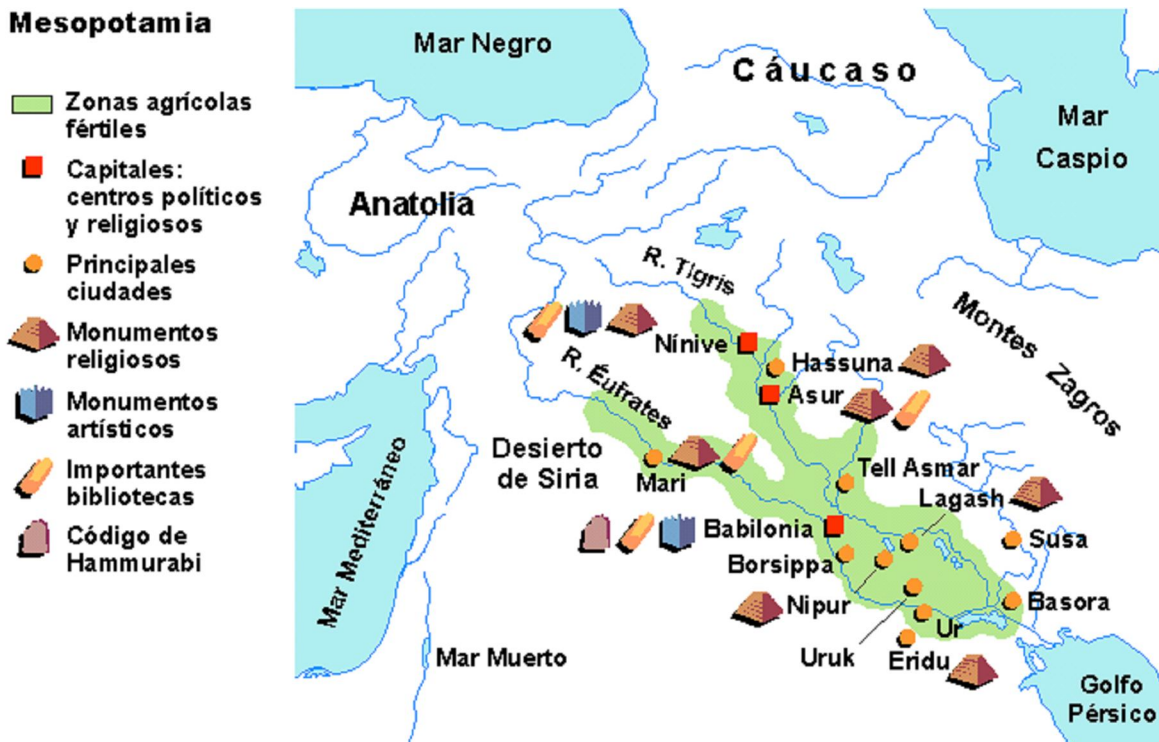 Mesopotamia
Zonas agrícolas
fértiles
Capitales:
centros políticos
y religiosos
Principales
ciudades
Monumentos
religiosos
Monumentos
artísticos
Importantes
bibliotecas
Código de
Hammurabi
Mar Negro
Cáucaso
Mar
Caspio
Anatolia
R. Tigris
Montes Zagros
Nínive
Hassuna
Asur
R. Éufrates
Desierto
de Siria
Mari
Tell Asmar
Lagash
Mar Mediterráneo
Babilonia
Susa
Borsippa
Nipur
Basora
Ur
Uruk
Eridu
Mar Muerto
Golfo
Pérsico